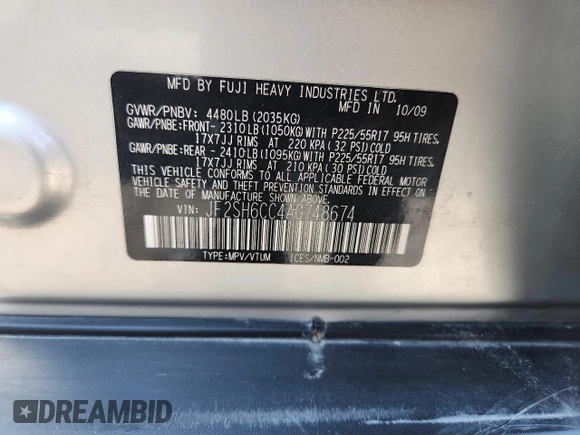 MFD BY FUJI HEAVY INDUSTRIES LTD.
MFD. IN 10/09
GVWR/PNBV: 4480LB (2035KG)
GAWR/PNBE:FRONT- 2310LB(1050KG)WITH P225/55R17 95H TIRES,
17X7JJ RIMS AT 220 KPA ( 32 PSI)COLD
GAWR/PNBE:REAR - 2410LB(1095KG)WITH P225/55R17 95H TIRES,
17X7JJ RIMS AT 210 KPA ( 30 PSI)COLD
THIS VEHICLE CONFORMS TO ALL APPLICABLE FEDERAL MOTOR
VEHICLE SAFETY AND THEFT PREVENTION STANDARDS IN EFFECT
ON THE DATE OF MANUFACTURE SHOWN ABOVE.
VIN: JF2SH6CC4AG748674
TYPE:MPV/VTUM ICES/NMB-002
DREAMBID